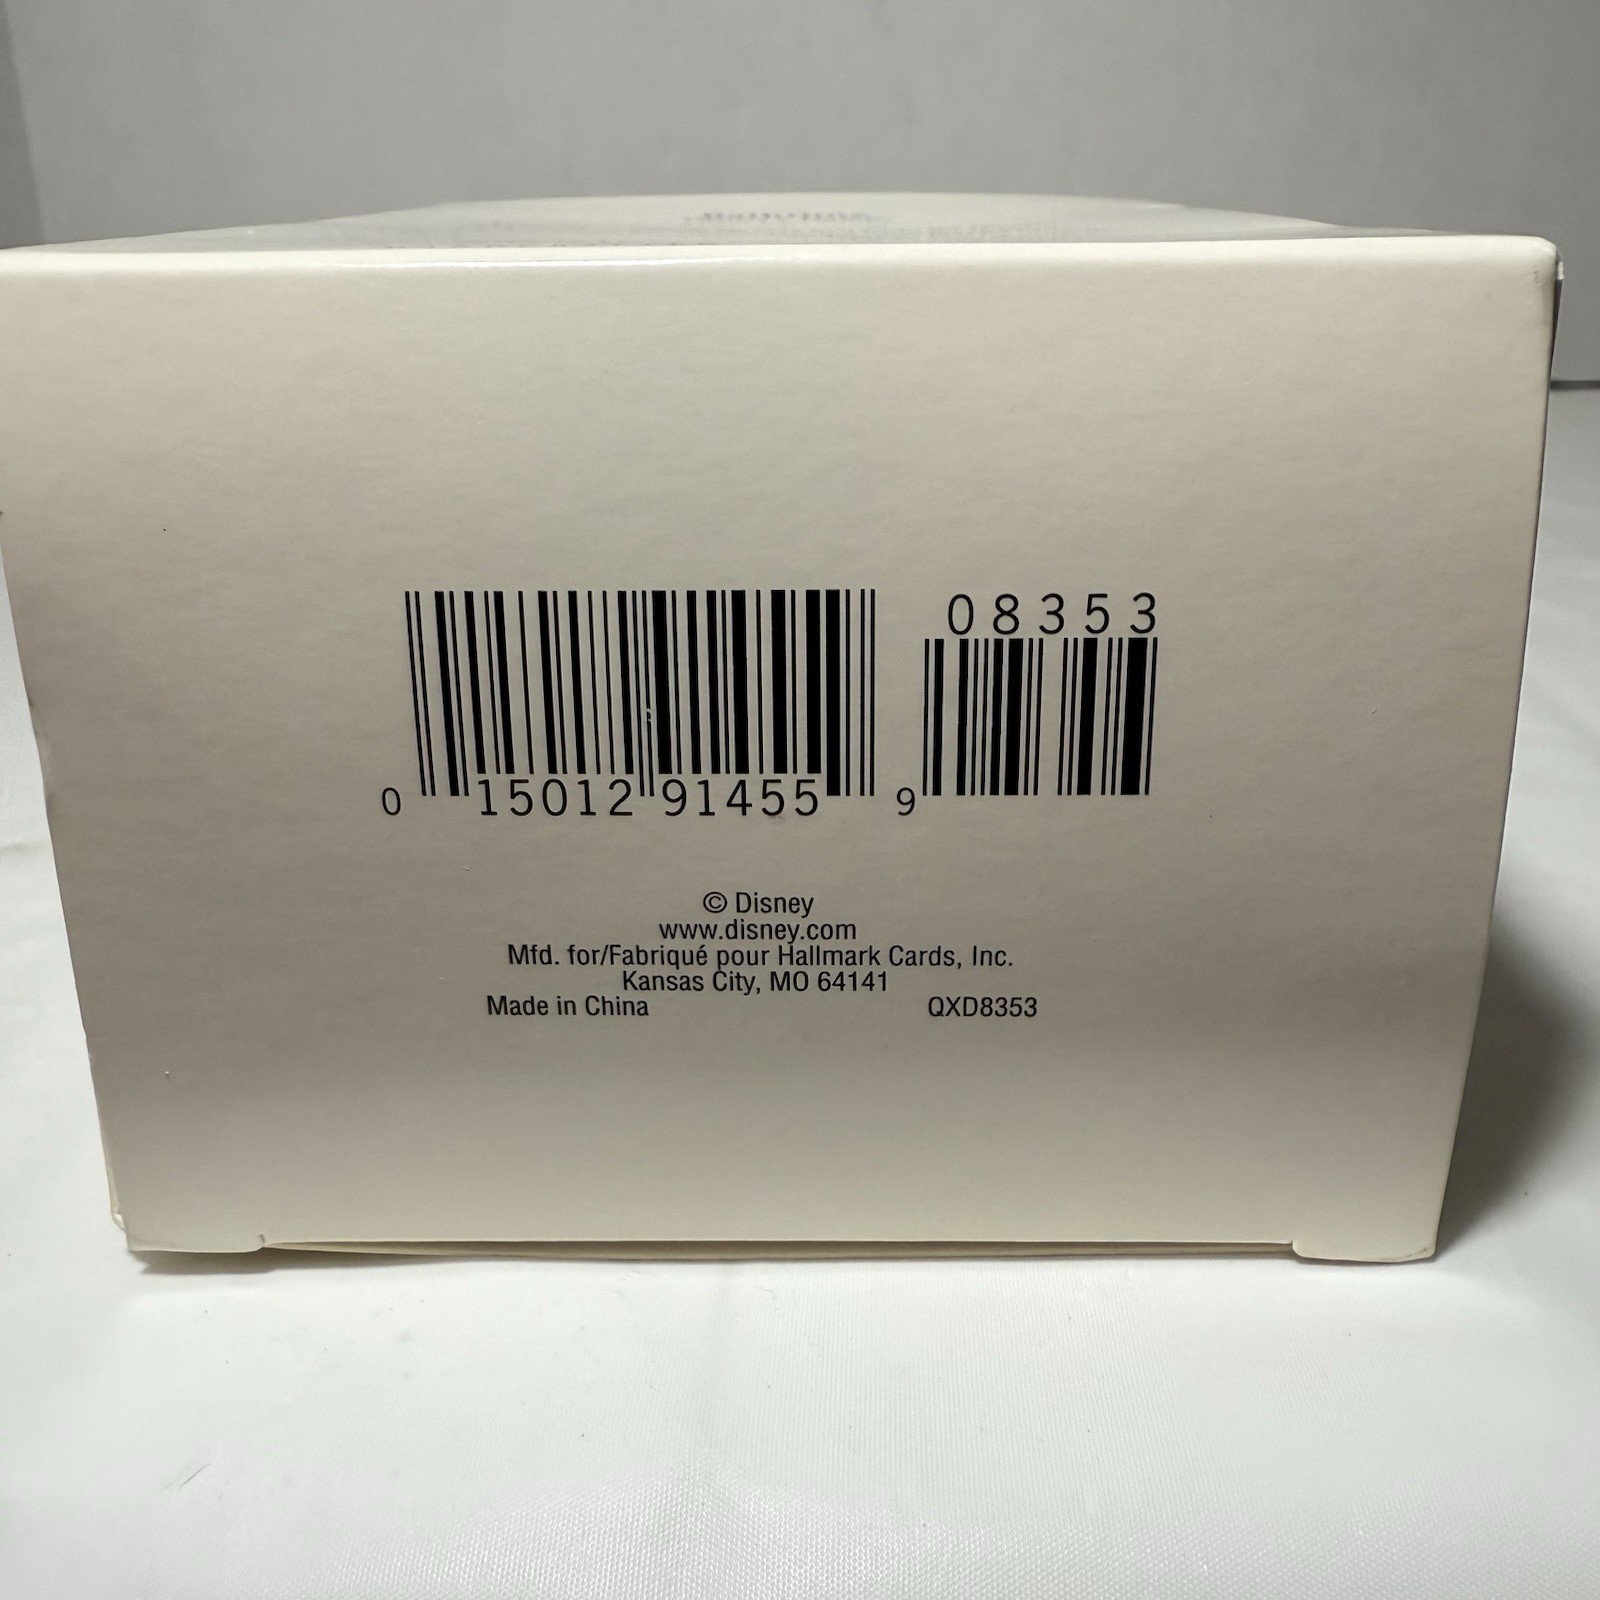 08353
0 15012 91455 9
© Disney
www.disney.com
Mfd. for/Fabriqué pour Hallmark Cards, Inc.
Kansas City, MO 64141
Made in China QXD8353